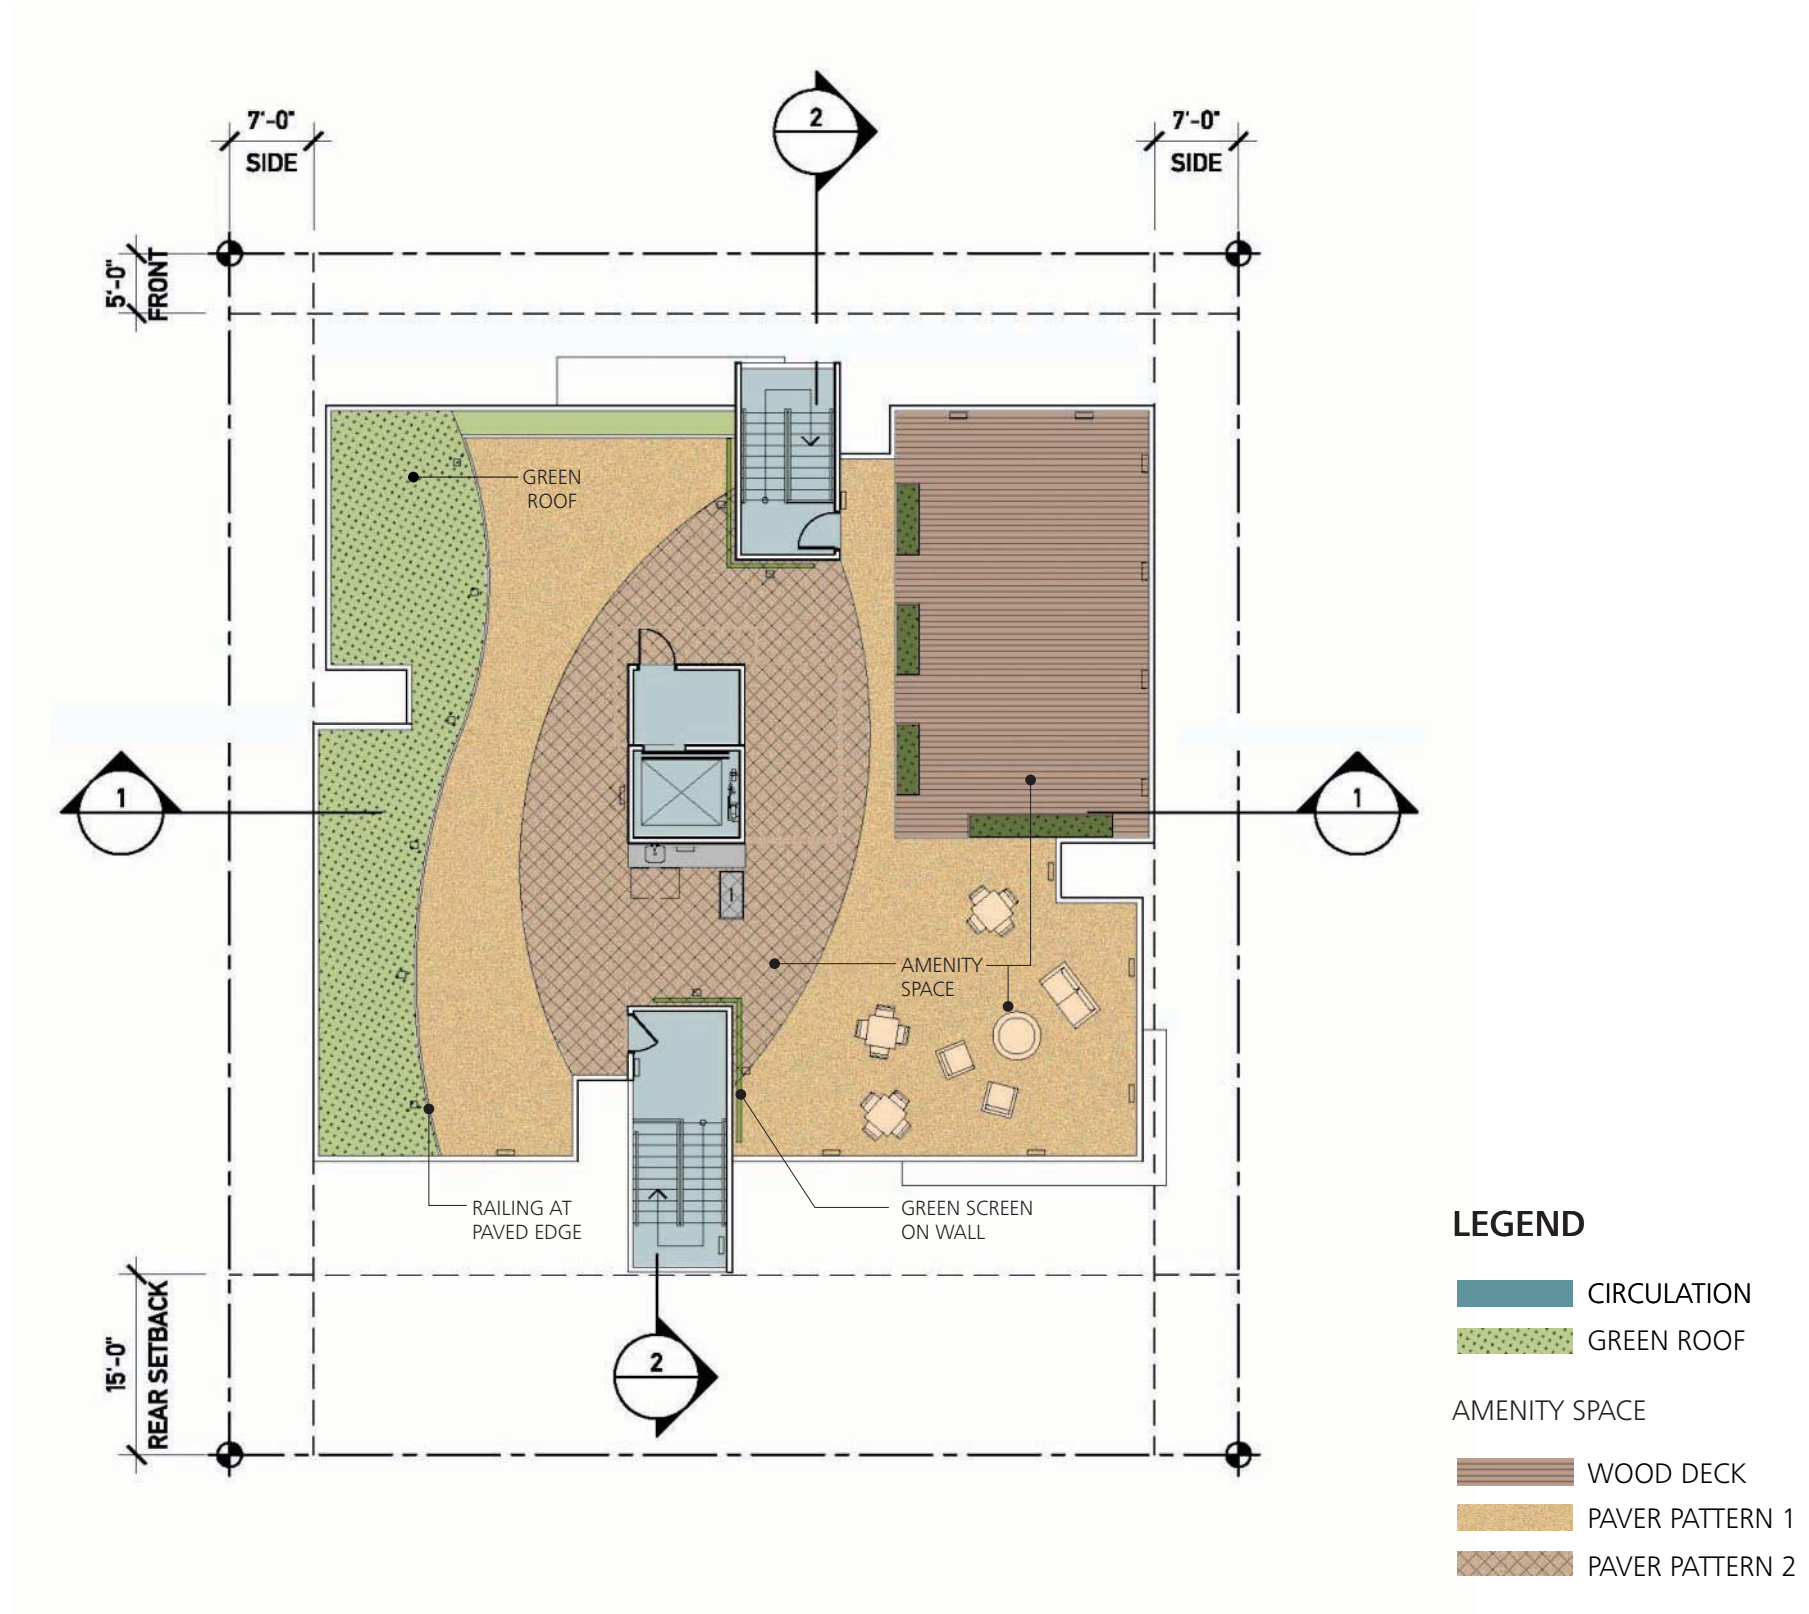 2
7'-0"
SIDE
7'-0"
SIDE
5'-0"
FRONT
GREEN
ROOF
1
1
AMENITY
SPACE
RAILING AT
PAVED EDGE
GREEN SCREEN
ON WALL
15'-0"
REAR SETBACK
2
LEGEND
CIRCULATION
GREEN ROOF
AMENITY SPACE
WOOD DECK
PAVER PATTERN 1
PAVER PATTERN 2